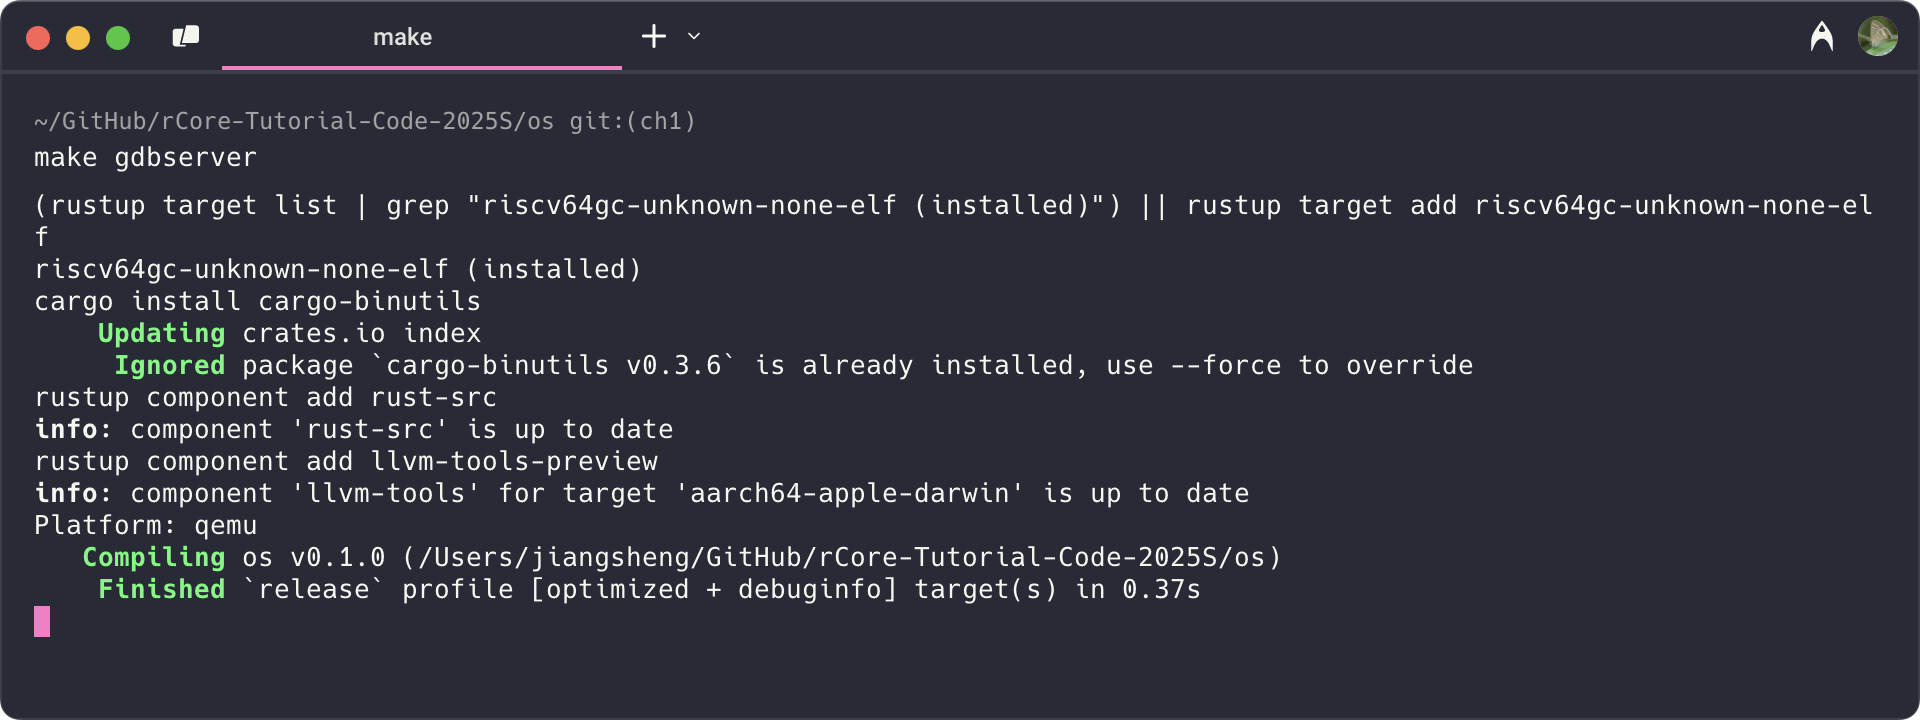 make
~/GitHub/rCore-Tutorial-Code-2025S/os git:(ch1)
make gdbserver
(rustup target list | grep "riscv64gc-unknown-none-elf (installed)") || rustup target add riscv64gc-unknown-none-el
f
riscv64gc-unknown-none-elf (installed)
cargo install cargo-binutils
    Updating crates.io index
     Ignored package `cargo-binutils v0.3.6` is already installed, use --force to override
rustup component add rust-src
info: component 'rust-src' is up to date
rustup component add llvm-tools-preview
info: component 'llvm-tools' for target 'aarch64-apple-darwin' is up to date
Platform: qemu
   Compiling os v0.1.0 (/Users/jiangsheng/GitHub/rCore-Tutorial-Code-2025S/os)
    Finished `release` profile [optimized + debuginfo] target(s) in 0.37s